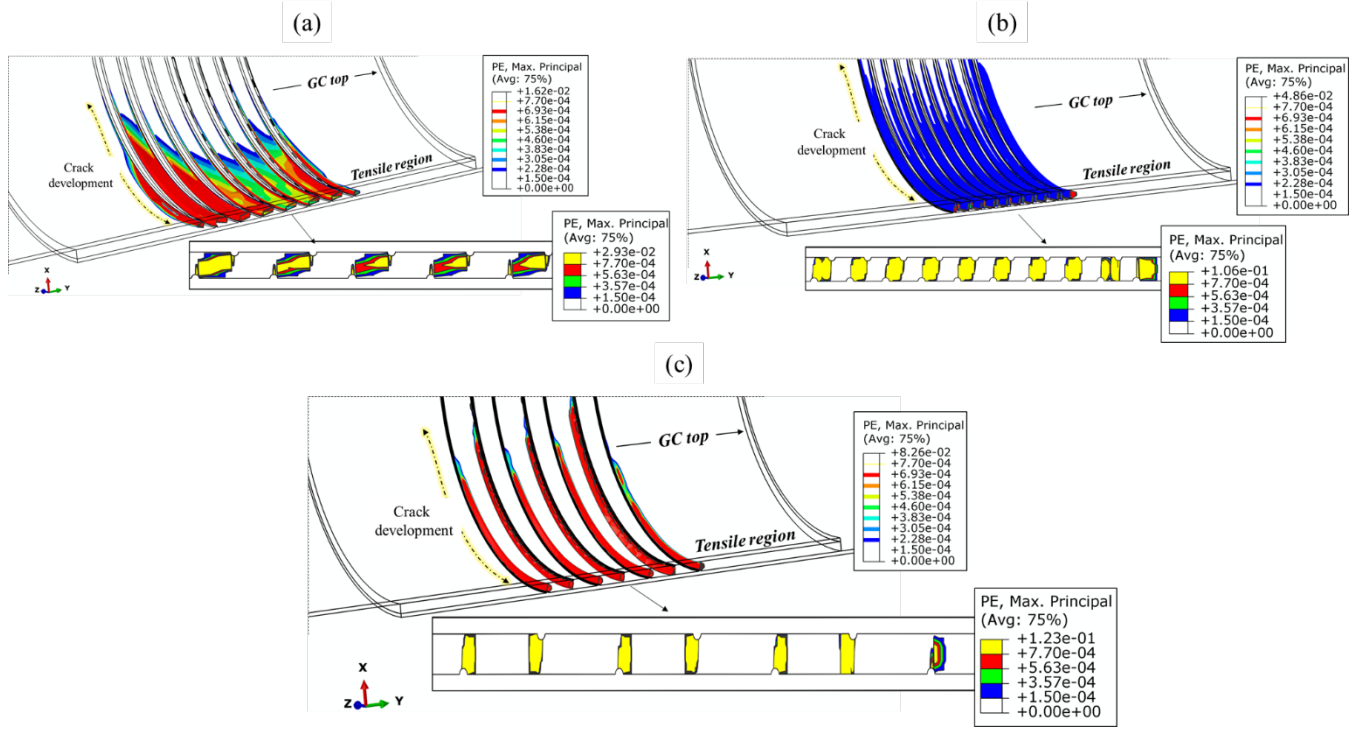 (a)
PE, Max. Principal
(Avg: 75%)
+1.62e-02
+7.70e-04
+6.93e-04
+6.15e-04
+5.38e-04
+4.60e-04
+3.83e-04
+3.05e-04
+2.28e-04
+1.50e-04
+0.00e+00
GC top
Crack
development
Tensile region
PE, Max. Principal
(Avg: 75%)
+2.93e-02
+7.70e-04
+5.63e-04
+3.57e-04
+1.50e-04
+0.00e+00
X
Z
Y
(b)
PE, Max. Principal
(Avg: 75%)
+4.86e-02
+7.70e-04
+6.93e-04
+6.15e-04
+5.38e-04
+4.60e-04
+3.83e-04
+3.05e-04
+2.28e-04
+1.50e-04
+0.00e+00
GC top
Crack
development
Tensile region
PE, Max. Principal
(Avg: 75%)
+1.06e-01
+7.70e-04
+5.63e-04
+3.57e-04
+1.50e-04
+0.00e+00
X
Z
Y
(c)
PE, Max. Principal
(Avg: 75%)
+8.26e-02
+7.70e-04
+6.93e-04
+6.15e-04
+5.38e-04
+4.60e-04
+3.83e-04
+3.05e-04
+2.28e-04
+1.50e-04
+0.00e+00
GC top
Crack
development
Tensile region
PE, Max. Principal
(Avg: 75%)
+1.23e-01
+7.70e-04
+5.63e-04
+3.57e-04
+1.50e-04
+0.00e+00
X
Z
Y